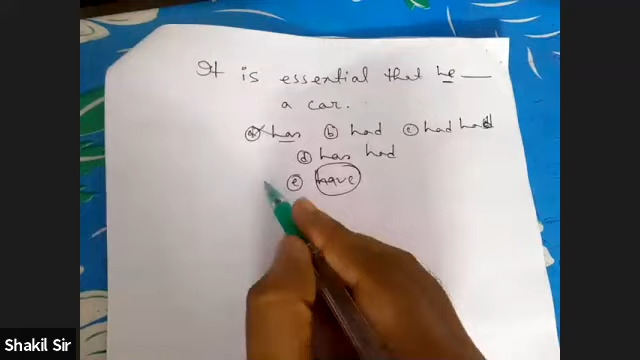 It is essential that he ___
a car.
(a) has (b) had (c) had had
(d) has had
(e) have
Shakil Sir